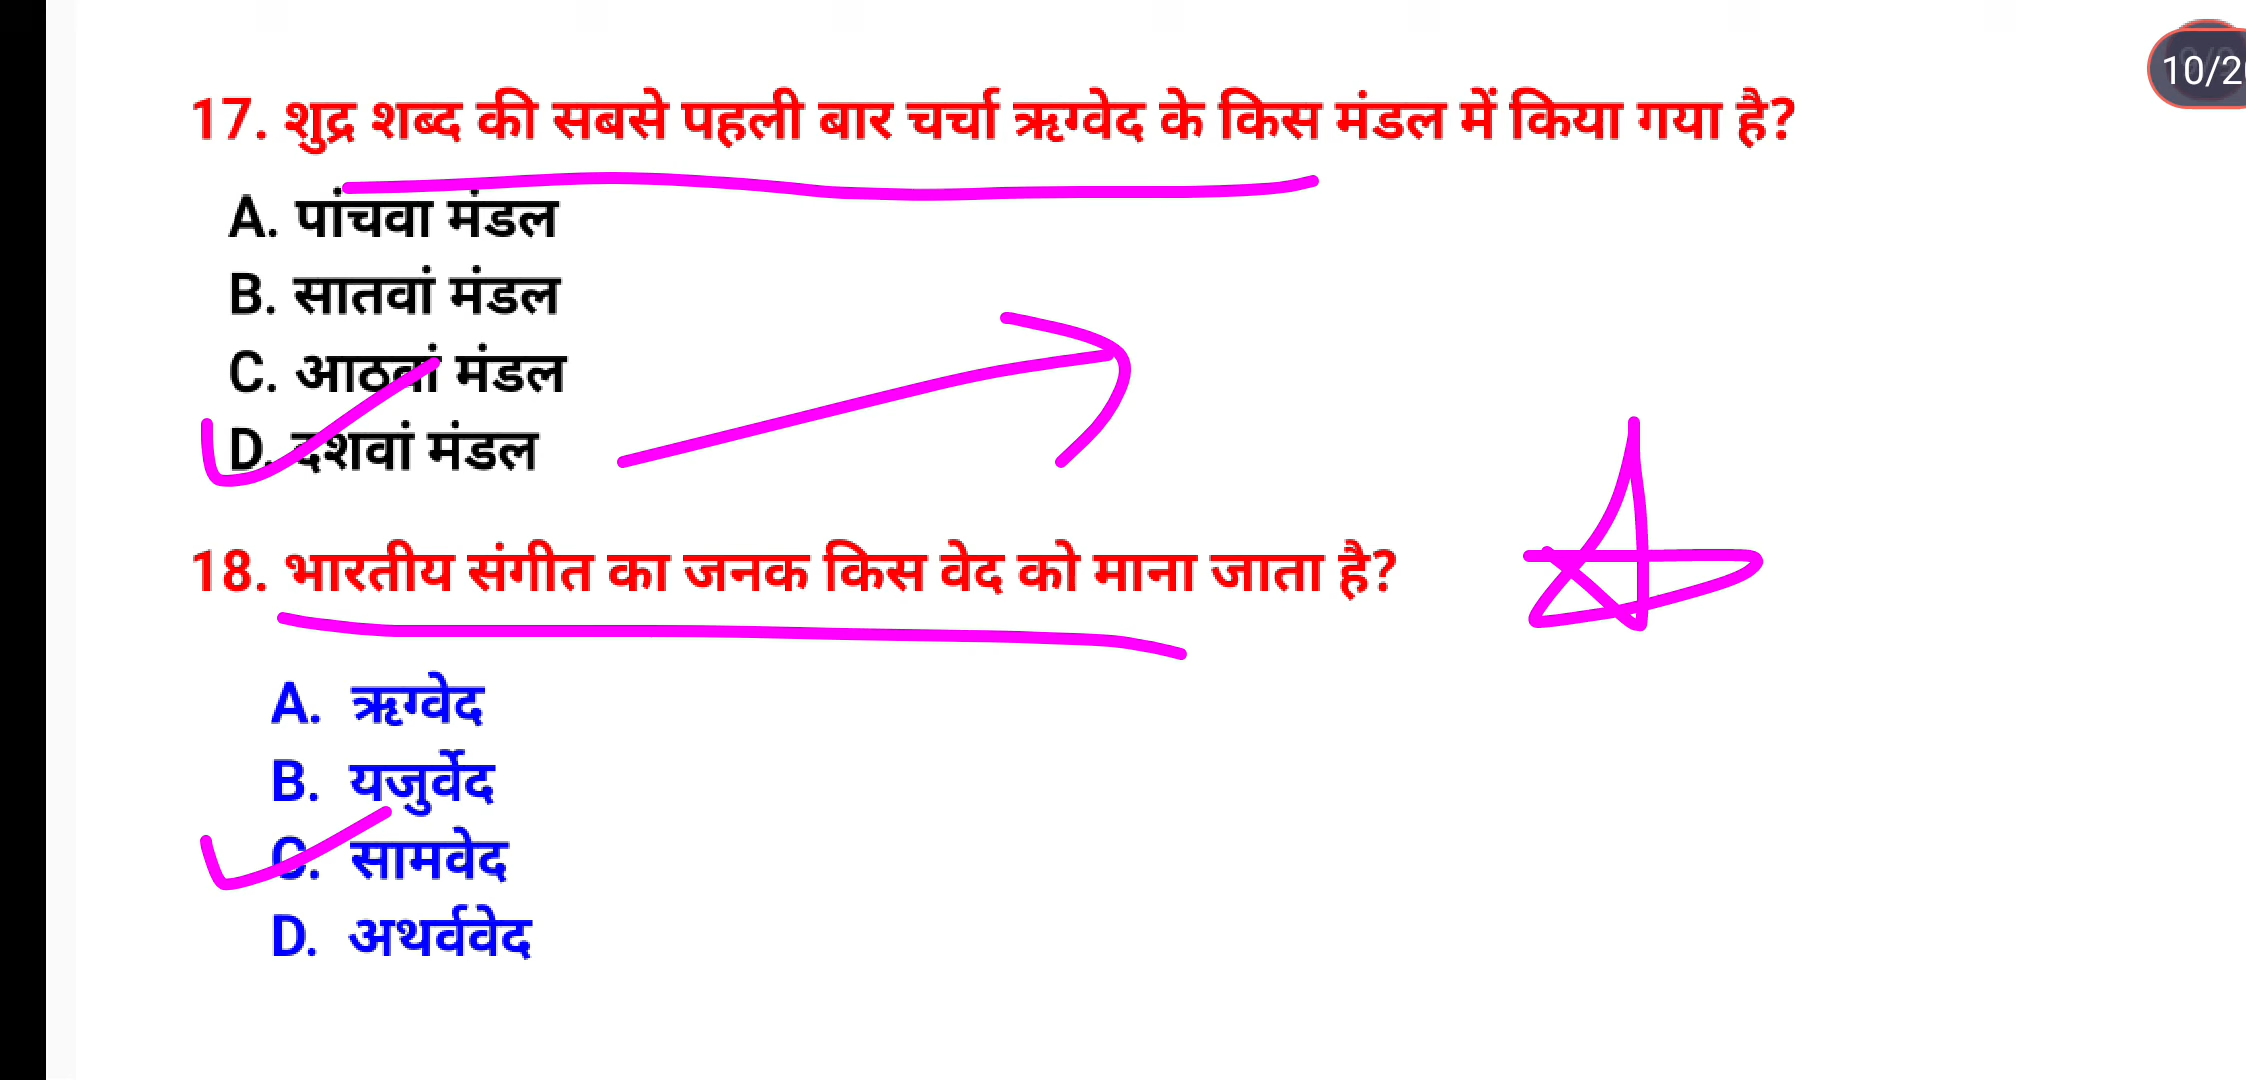 10/2
17. शुद्र शब्द की सबसे पहली बार चर्चा ऋग्वेद के किस मंडल में किया गया है?
A. पांचवा मंडल
B. सातवां मंडल
C. आठवां मंडल
D. दशवां मंडल
18. भारतीय संगीत का जनक किस वेद को माना जाता है?
A. ऋग्वेद
B. यजुर्वेद
C. सामवेद
D. अथर्ववेद